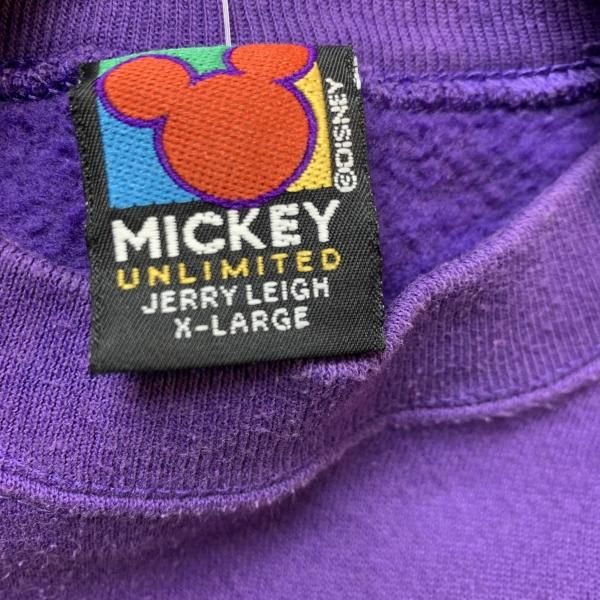 ©DISNEY
MICKEY
UNLIMITED
JERRY LEIGH
X-LARGE